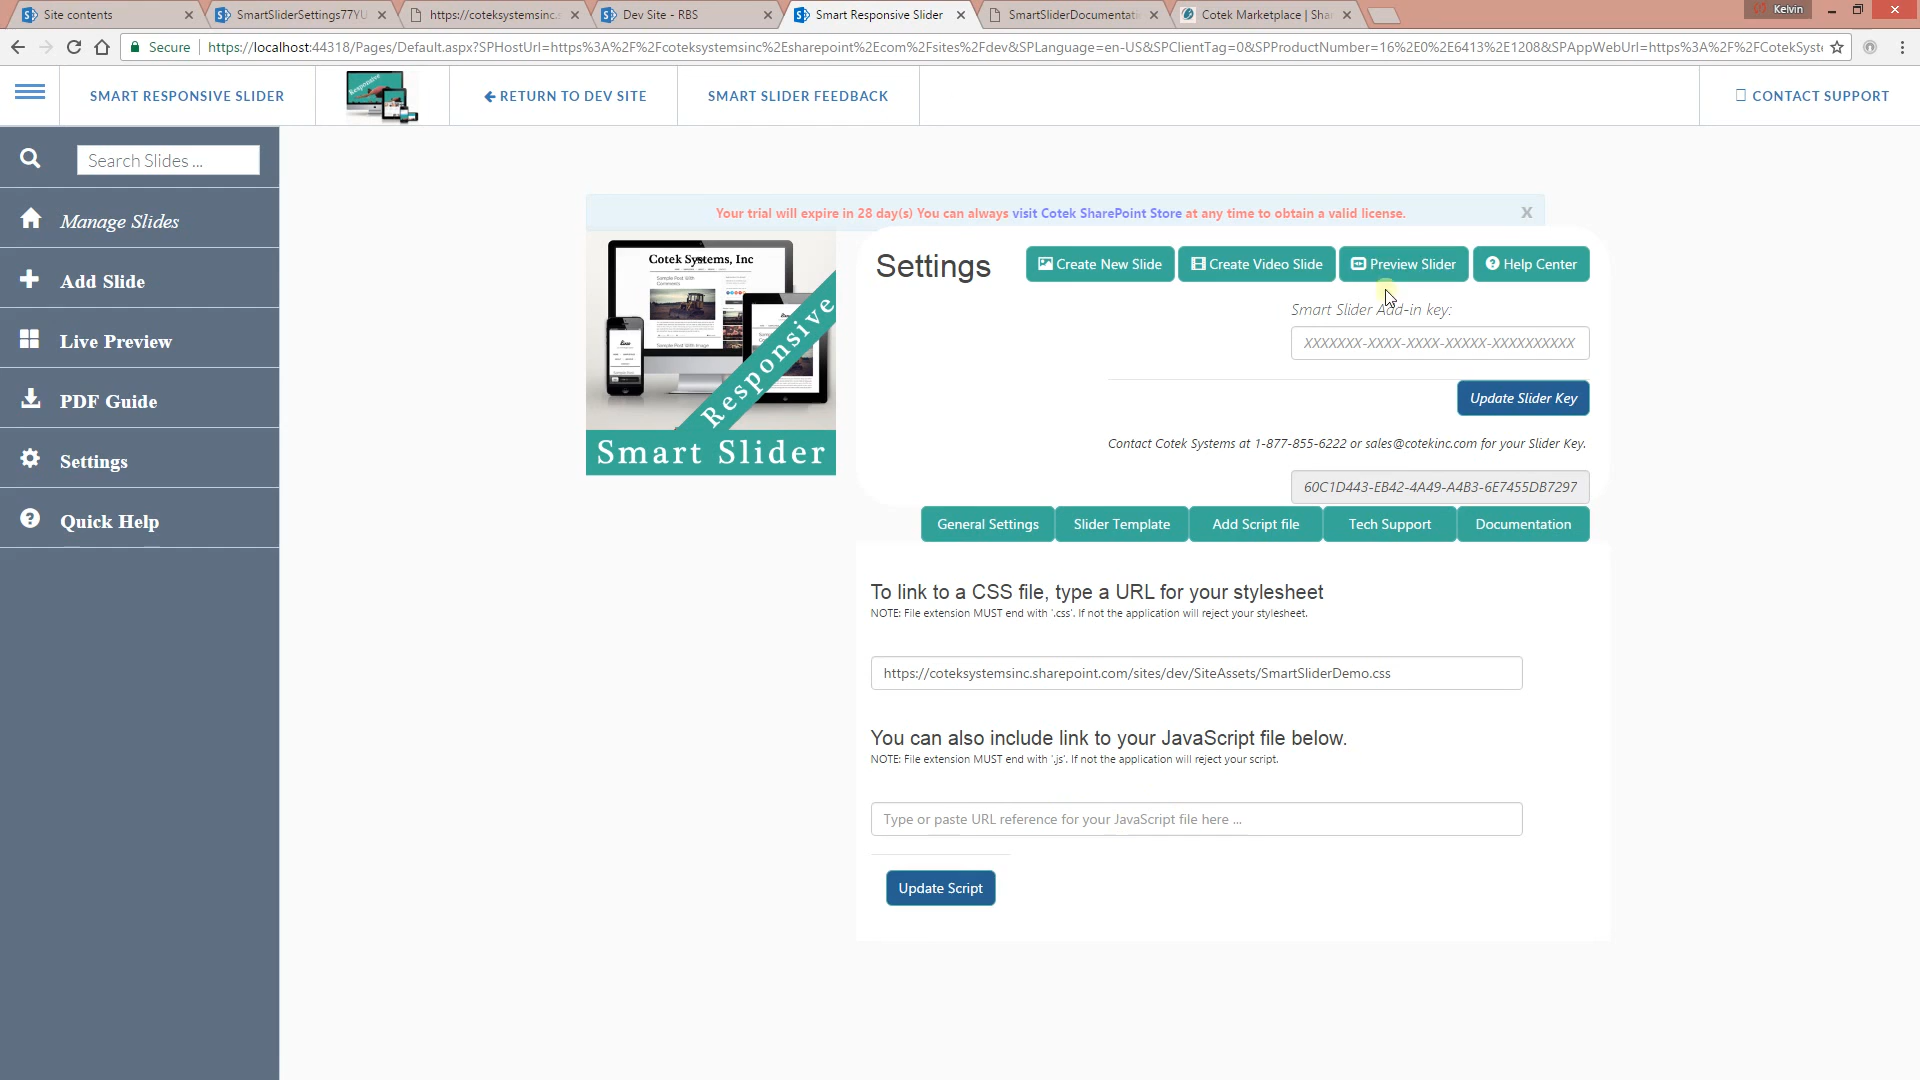 Site contents
SmartSliderSettings77YU
https://coteksystemsinc.s
Dev Site - RBS
Smart Responsive Slider
SmartSliderDocumentati
Cotek Marketplace | Sha
Kelvin
Secure
https://localhost:44318/Pages/Default.aspx?SPHostUrl=https%3A%2F%2Fcoteksystemsinc%2Esharepoint%2Ecom%2Fsites%2Fdev&SPLanguage=en-US&SPClientTag=0&SPProductNumber=16%2E0%2E6413%2E1208&SPAppWebUrl=https%3A%2F%2FCotekSyste
SMART RESPONSIVE SLIDER
Responsive
RETURN TO DEV SITE
SMART SLIDER FEEDBACK
CONTACT SUPPORT
Search Slides ...
Manage Slides
Add Slide
Live Preview
PDF Guide
Settings
Quick Help
Your trial will expire in 28 day(s) You can always visit Cotek SharePoint Store at any time to obtain a valid license.
X
Cotek Systems, Inc
Responsive
Smart Slider
Settings
Create New Slide
Create Video Slide
Preview Slider
Help Center
Smart Slider Add-in key:
XXXXXXX-XXXX-XXXX-XXXXX-XXXXXXXXXX
Update Slider Key
Contact Cotek Systems at 1-877-855-6222 or sales@cotekinc.com for your Slider Key.
60C1D443-EB42-4A49-A4B3-6E7455DB7297
General Settings
Slider Template
Add Script file
Tech Support
Documentation
To link to a CSS file, type a URL for your stylesheet
NOTE: File extension MUST end with '.css'. If not the application will reject your stylesheet.
https://coteksystemsinc.sharepoint.com/sites/dev/SiteAssets/SmartSliderDemo.css
You can also include link to your JavaScript file below.
NOTE: File extension MUST end with '.js'. If not the application will reject your script.
Type or paste URL reference for your JavaScript file here ...
Update Script